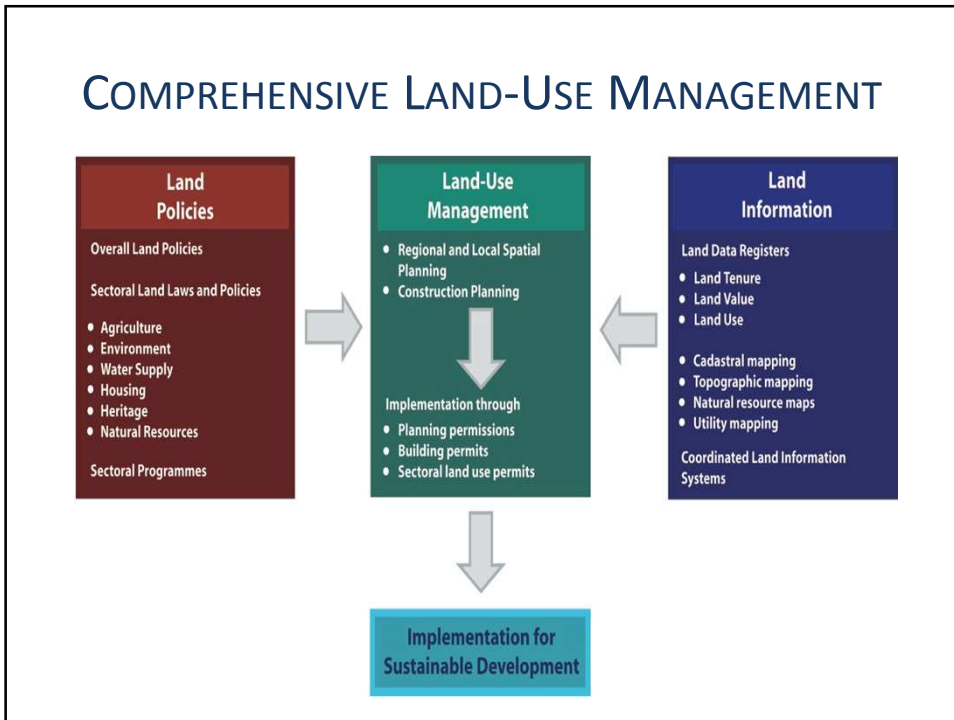 COMPREHENSIVE LAND-USE MANAGEMENT
Land
Policies
Overall Land Policies
Sectoral Land Laws and Policies
• Agriculture
• Environment
• Water Supply
• Housing
• Heritage
• Natural Resources
Sectoral Programmes
Land-Use
Management
• Regional and Local Spatial
Planning
• Construction Planning
Implementation through
• Planning permissions
• Building permits
• Sectoral land use permits
Land
Information
Land Data Registers
• Land Tenure
• Land Value
• Land Use
• Cadastral mapping
• Topographic mapping
• Natural resource maps
• Utility mapping
Coordinated Land Information
Systems
Implementation for
Sustainable Development